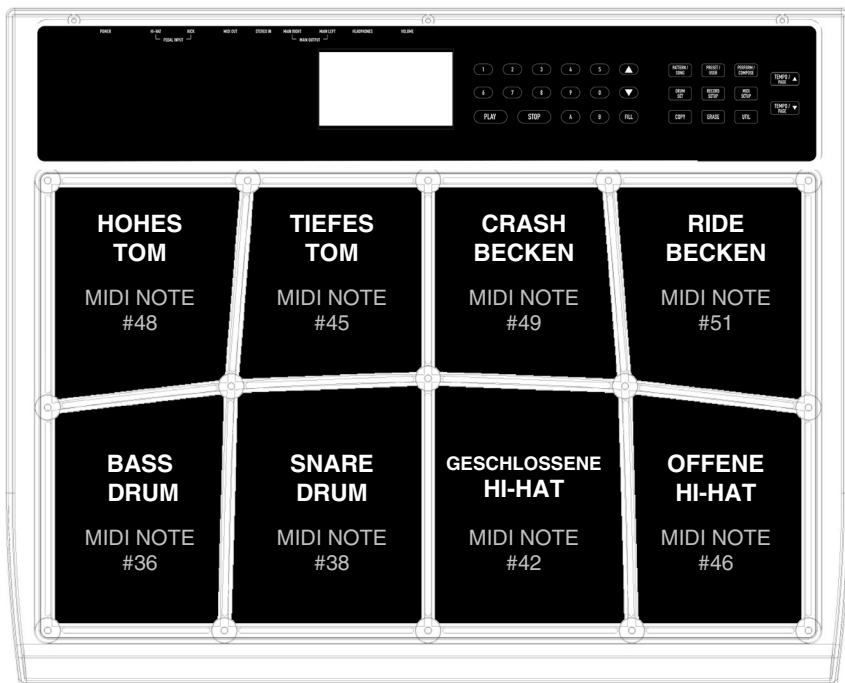 POWER HI-HAT KICK MIDI OUT STEREO IN MAIN RIGHT MAIN LEFT HEADPHONES VOLUME
PEDAL INPUT MAIN OUTPUT
1 2 3 4 5 PATTERN / SONG PRESET / USER PERFORM / COMPOSE
TEMPO / PAGE
6 7 8 9 0 DRUM SET RECORD SETUP MIDI SETUP
TEMPO / PAGE
PLAY STOP A B FILL COPY ERASE UTIL
HOHES
TOM
MIDI NOTE
#48
TIEFES
TOM
MIDI NOTE
#45
CRASH
BECKEN
MIDI NOTE
#49
RIDE
BECKEN
MIDI NOTE
#51
BASS
DRUM
MIDI NOTE
#36
SNARE
DRUM
MIDI NOTE
#38
GESCHLOSSENE
HI-HAT
MIDI NOTE
#42
OFFENE
HI-HAT
MIDI NOTE
#46